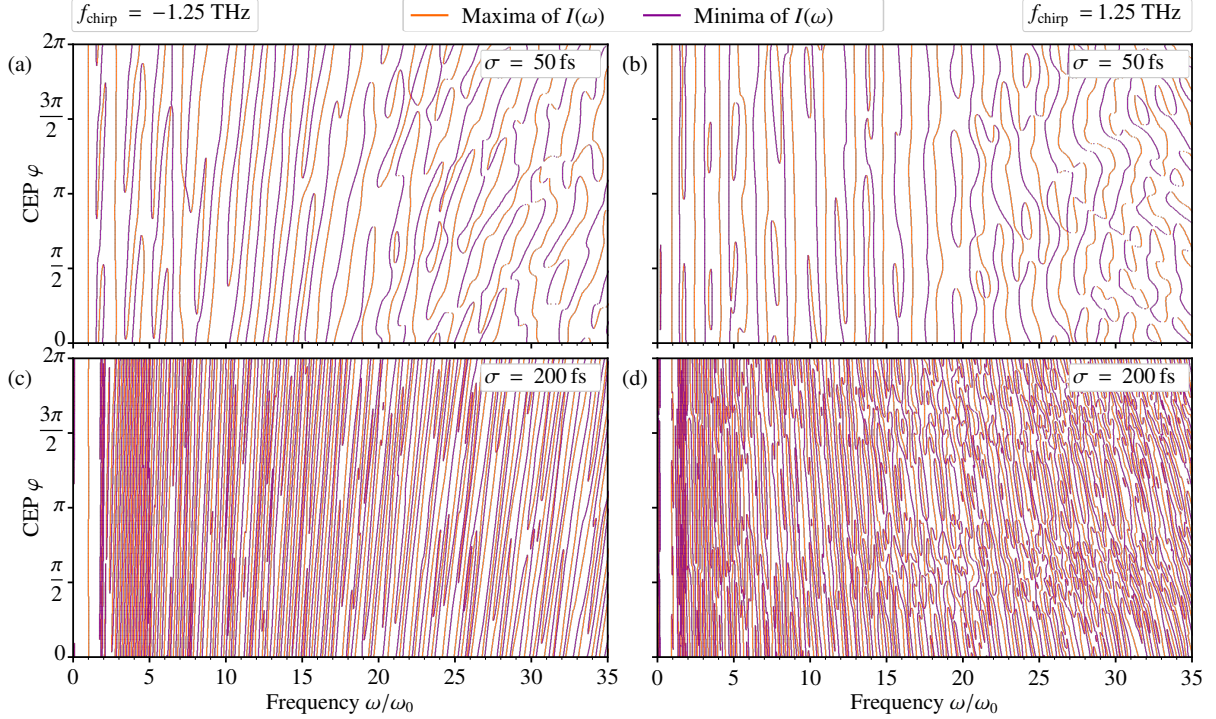 f_chirp = −1.25 THz
Maxima of I(ω)
Minima of I(ω)
f_chirp = 1.25 THz
(a)
σ = 50 fs
2π
3π/2
π
π/2
0
CEP φ
(b)
σ = 50 fs
(c)
σ = 200 fs
2π
3π/2
π
π/2
0
CEP φ
0 5 10 15 20 25 30 35
Frequency ω/ω₀
(d)
σ = 200 fs
0 5 10 15 20 25 30 35
Frequency ω/ω₀